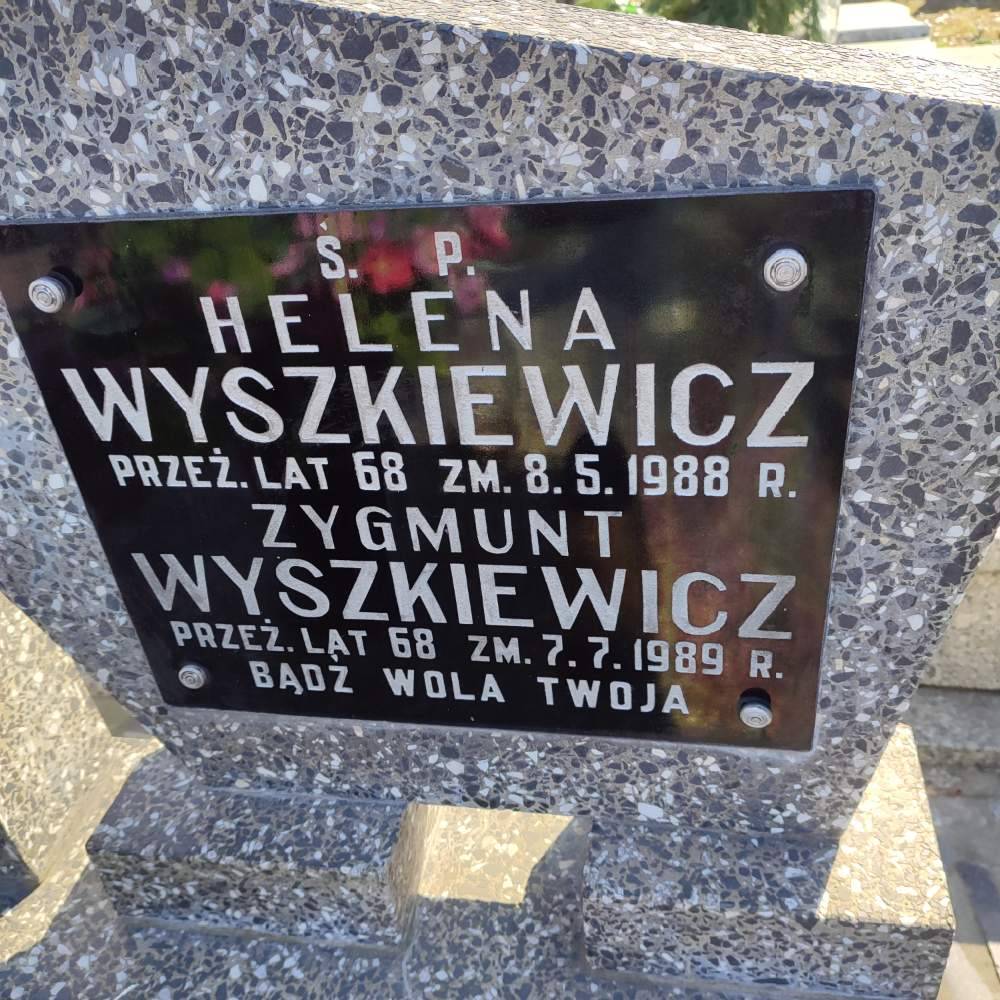 Ś. P.
HELENA
WYSZKIEWICZ
PRZEŻ. LAT 68 ZM. 8. 5. 1988 R.
ZYGMUNT
WYSZKIEWICZ
PRZEŻ. LAT 68 ZM. 7. 7. 1989 R.
BĄDŹ WOLA TWOJA